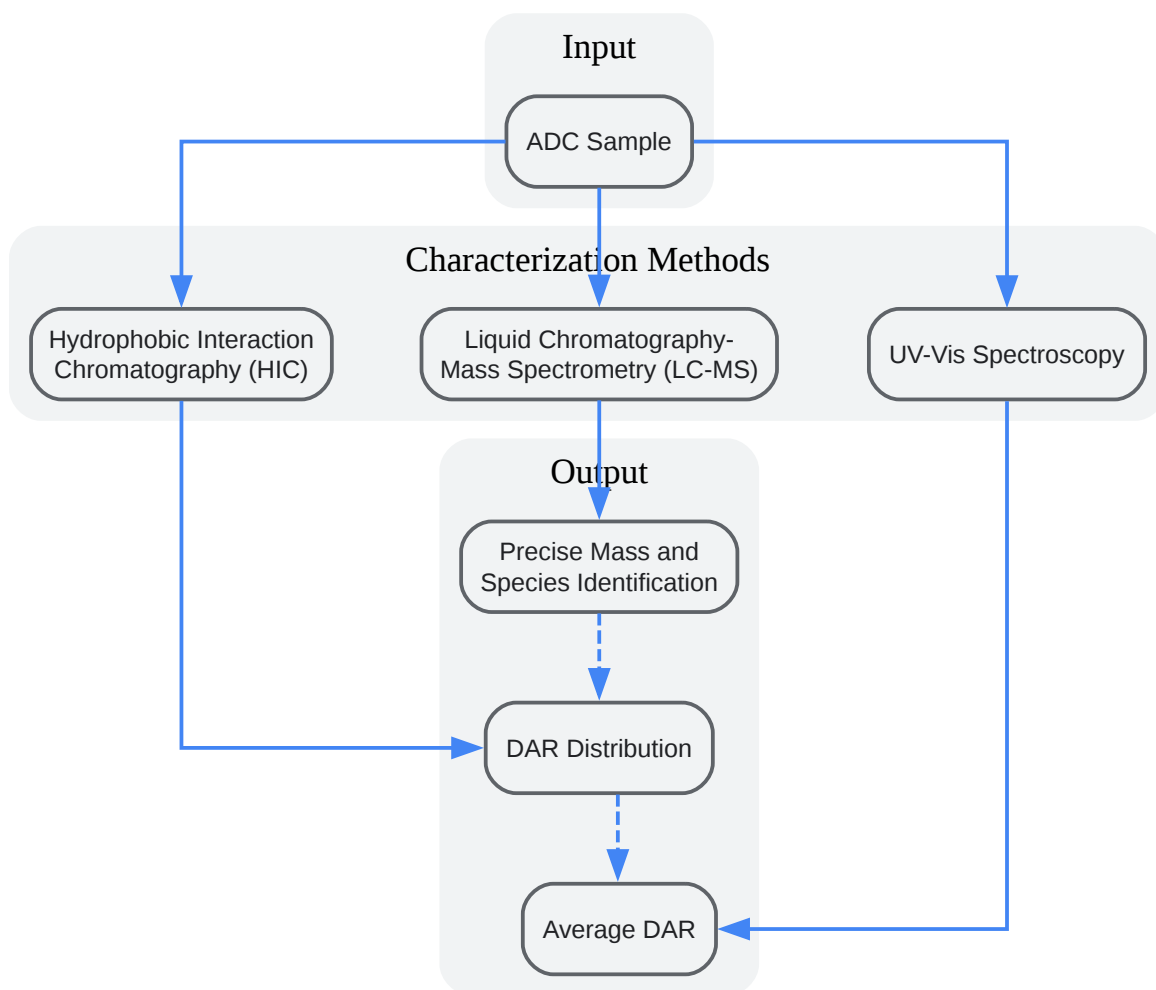 Input
ADC Sample
Characterization Methods
Hydrophobic Interaction
Chromatography (HIC)
Liquid Chromatography-
Mass Spectrometry (LC-MS)
UV-Vis Spectroscopy
Output
Precise Mass and
Species Identification
DAR Distribution
Average DAR